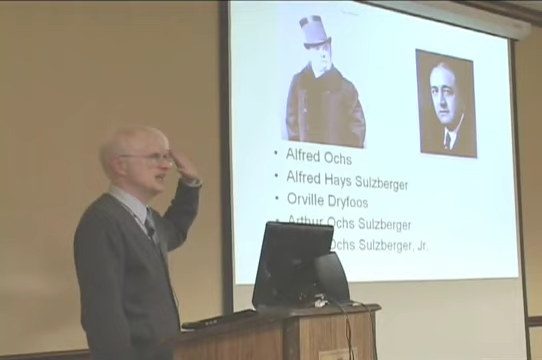 • Alfred Ochs
• Alfred Hays Sulzberger
• Orville Dryfoos
• Arthur Ochs Sulzberger
Ochs Sulzberger, Jr.